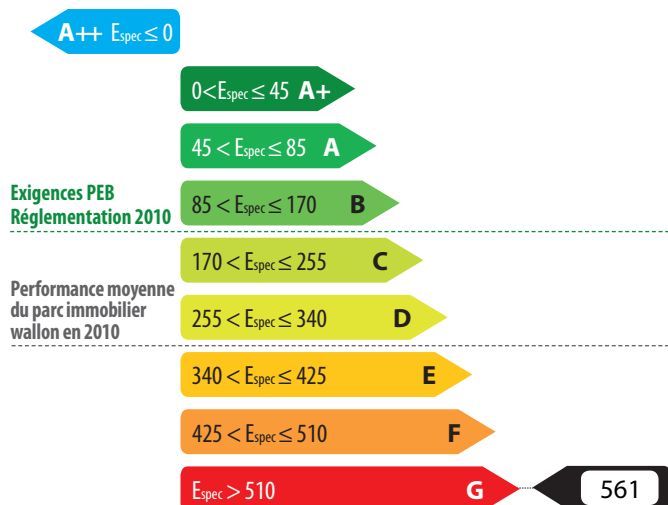 A++ Espec ≤ 0
0<Espec ≤ 45 A+
45 < Espec ≤ 85 A
Exigences PEB
Réglementation 2010
85 < Espec ≤ 170 B
170 < Espec ≤ 255 C
Performance moyenne
du parc immobilier
wallon en 2010
255 < Espec ≤ 340 D
340 < Espec ≤ 425 E
425 < Espec ≤ 510 F
Espec > 510 G 561